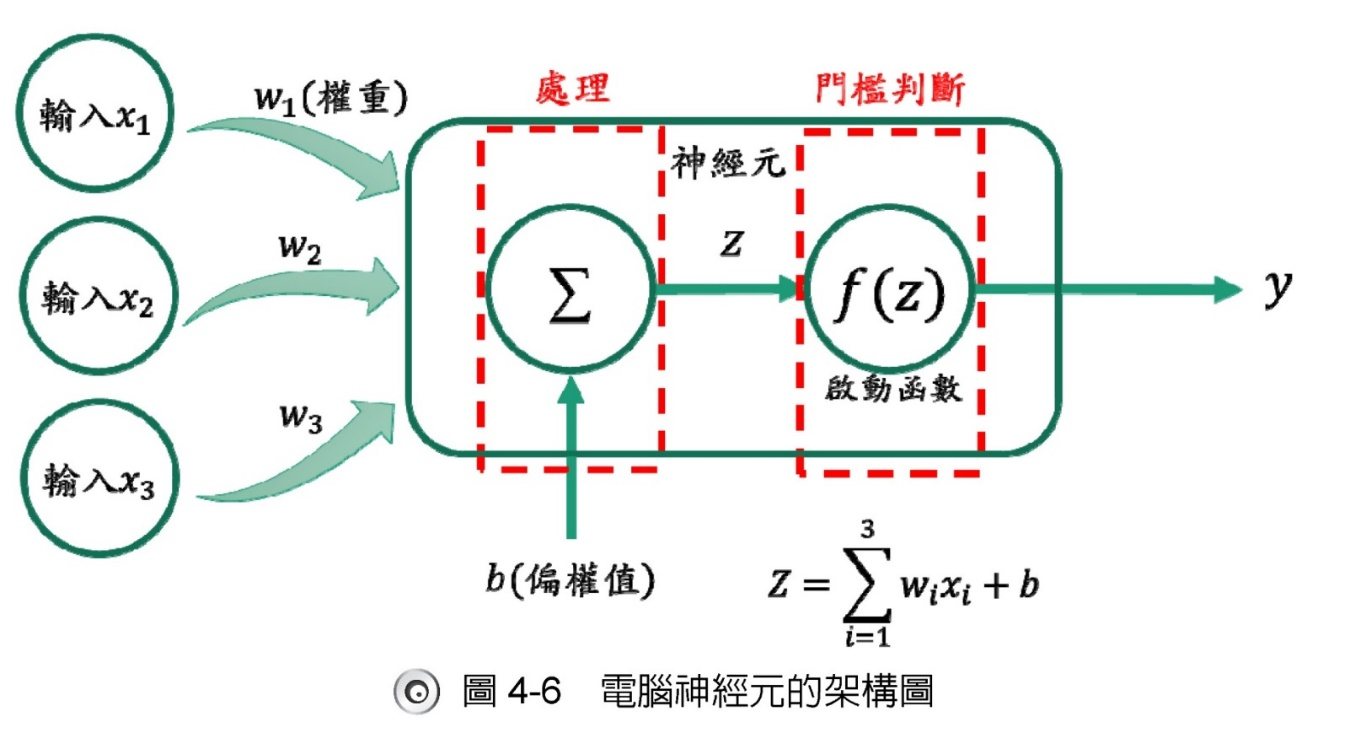 輸入x₁
w₁(權重)
處理
門檻判斷
神經元
輸入x₂
w₂
∑
z
f(z)
y
啟動函數
輸入x₃
w₃
b(偏權值)
Z = ∑_{i=1}^{3} wᵢxᵢ + b
圖 4-6 電腦神經元的架構圖